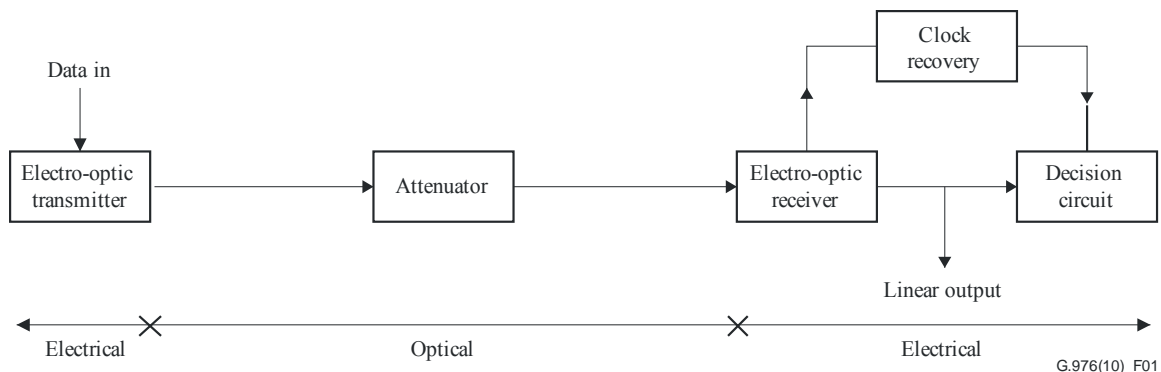 Clock
recovery
Data in
Electro-optic
transmitter
Attenuator
Electro-optic
receiver
Decision
circuit
Linear output
Electrical
Optical
Electrical
G.976(10)_F01